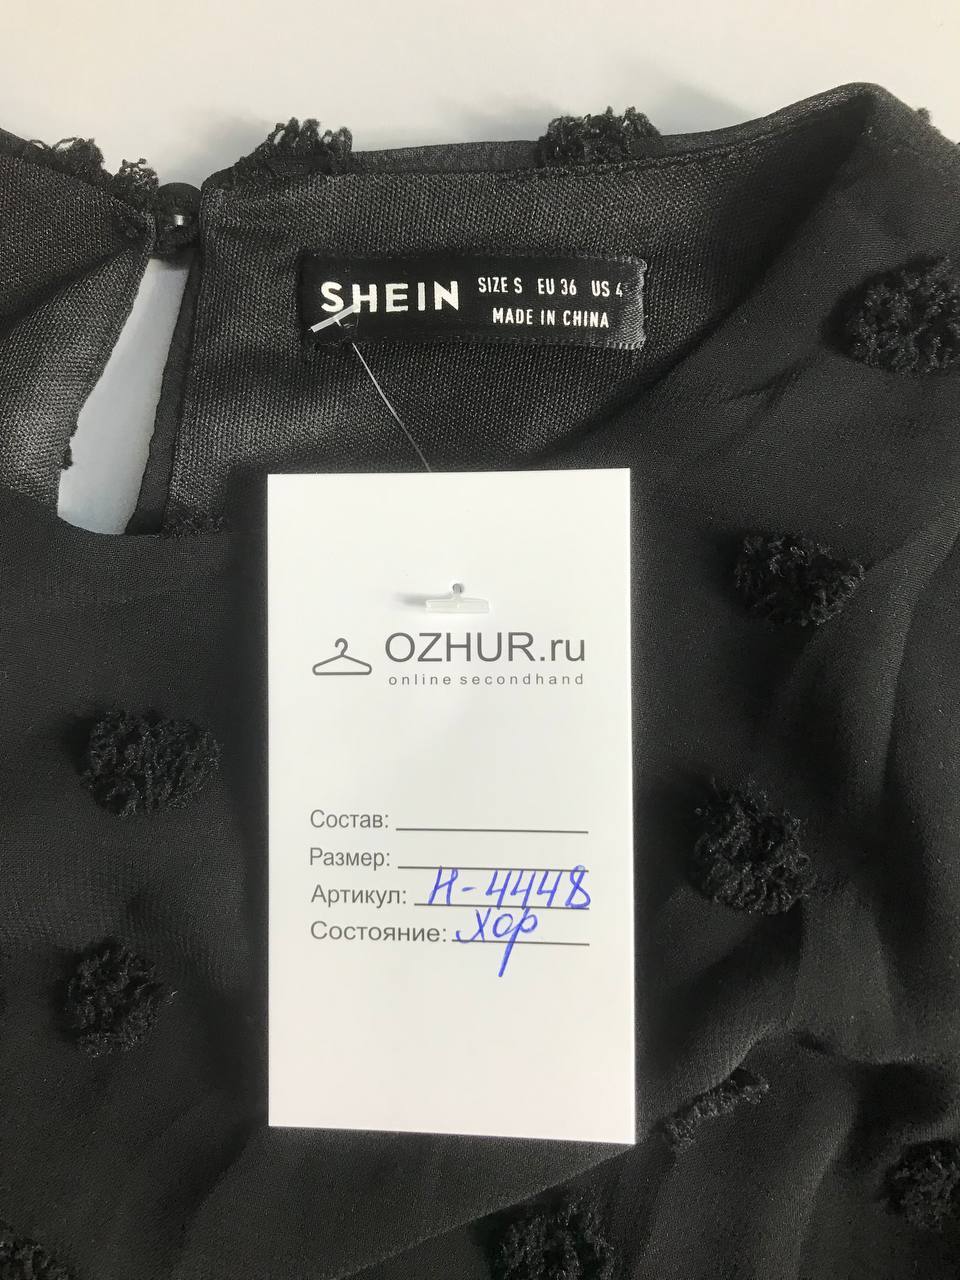 SHEIN
SIZE S EU 36 US 4
MADE IN CHINA
OZHUR.ru
online secondhand
Состав:
Размер:
Артикул: Н-4448
Состояние: Хор